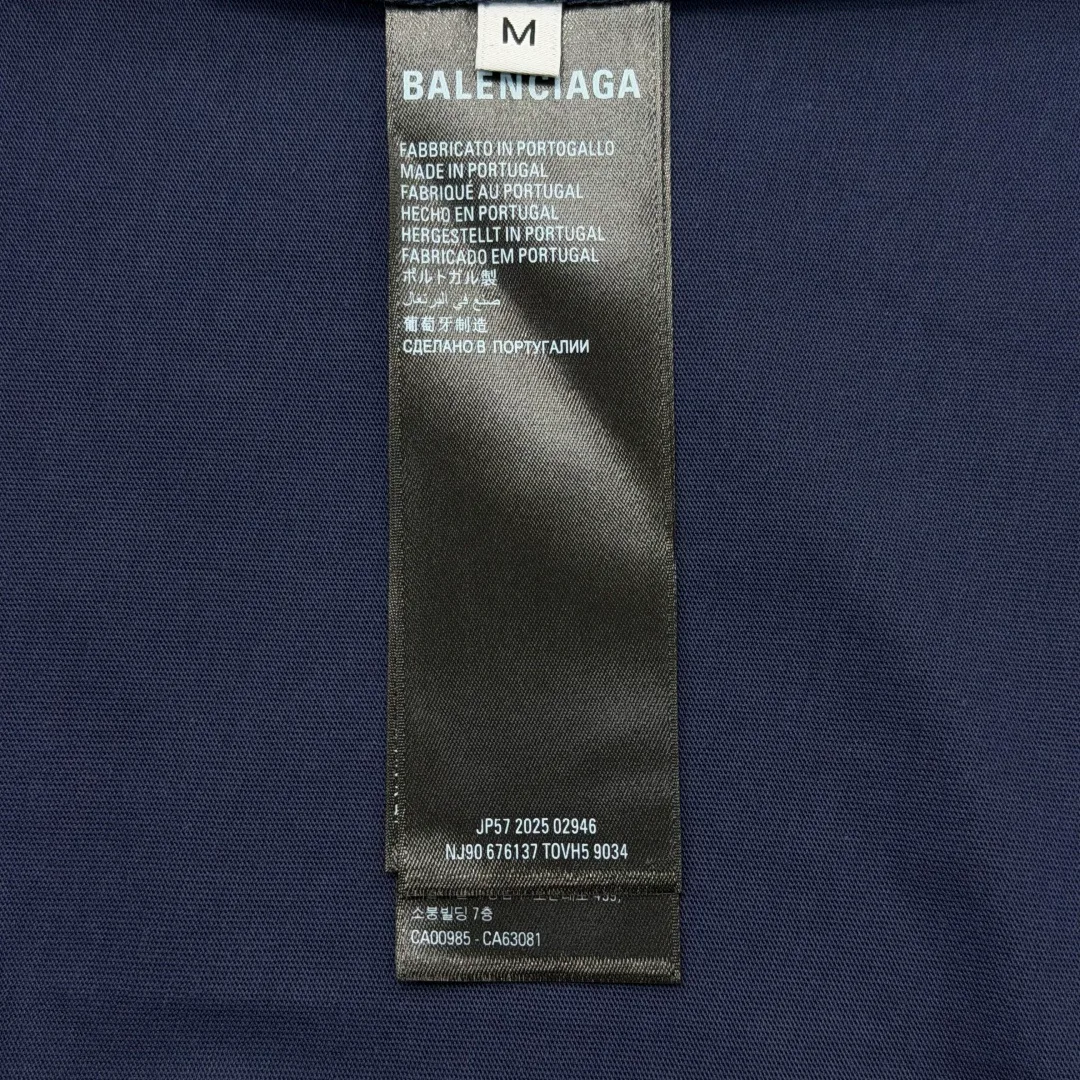 M
BALENCIAGA
FABBRICATO IN PORTOGALLO
MADE IN PORTUGAL
FABRIQUÉ AU PORTUGAL
HECHO EN PORTUGAL
HERGESTELLT IN PORTUGAL
FABRICADO EM PORTUGAL
ポルトガル製
صنع في البرتغال
葡萄牙制造
СДЕЛАНО В ПОРТУГАЛИИ
JP57 2025 02946
NJ90 676137 TOVH5 9034
소봉빌딩 7층
CA00985 - CA63081